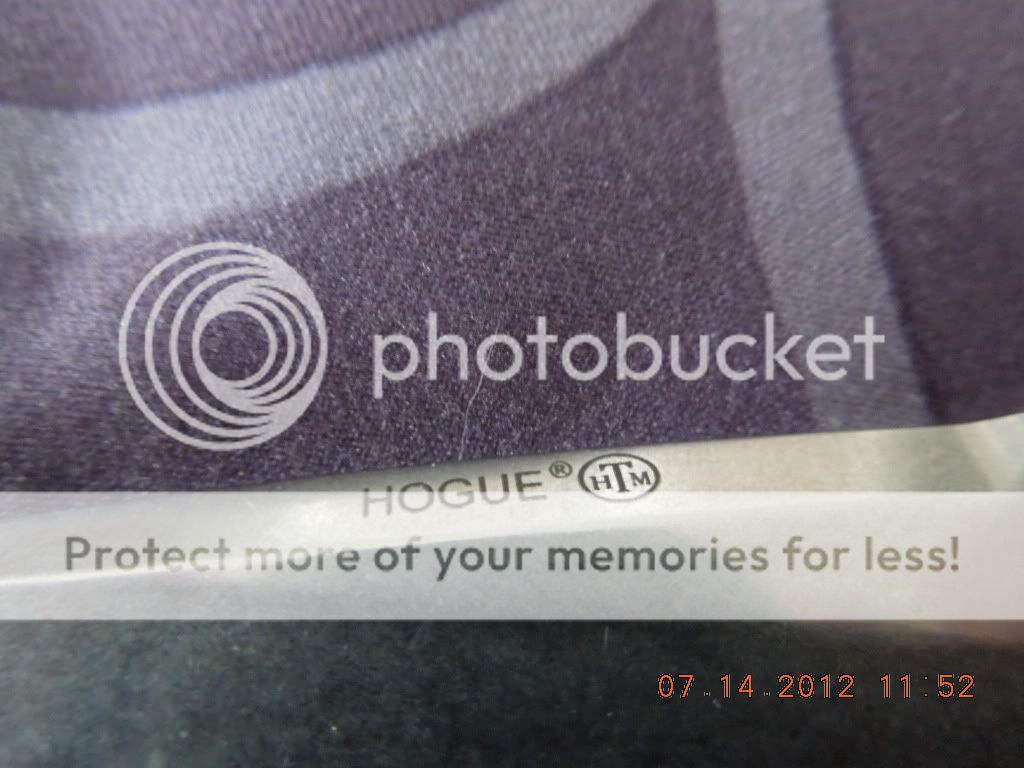 photobucket
HOGUE® HTM
Protect more of your memories for less!
07.14.2012 11:52